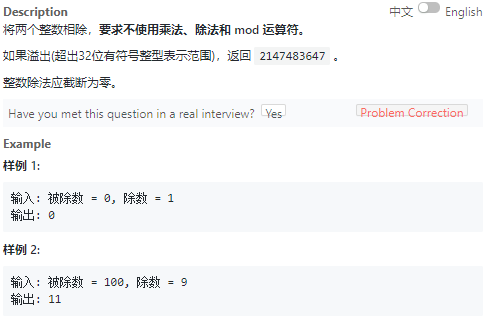 Description
中文 English
将两个整数相除，要求不使用乘法、除法和 mod 运算符。
如果溢出(超出32位有符号整型表示范围)，返回 2147483647 。
整数除法应截断为零。
Have you met this question in a real interview? Yes
Problem Correction
Example
样例 1:
输入: 被除数 = 0, 除数 = 1
输出: 0
样例 2:
输入: 被除数 = 100, 除数 = 9
输出: 11